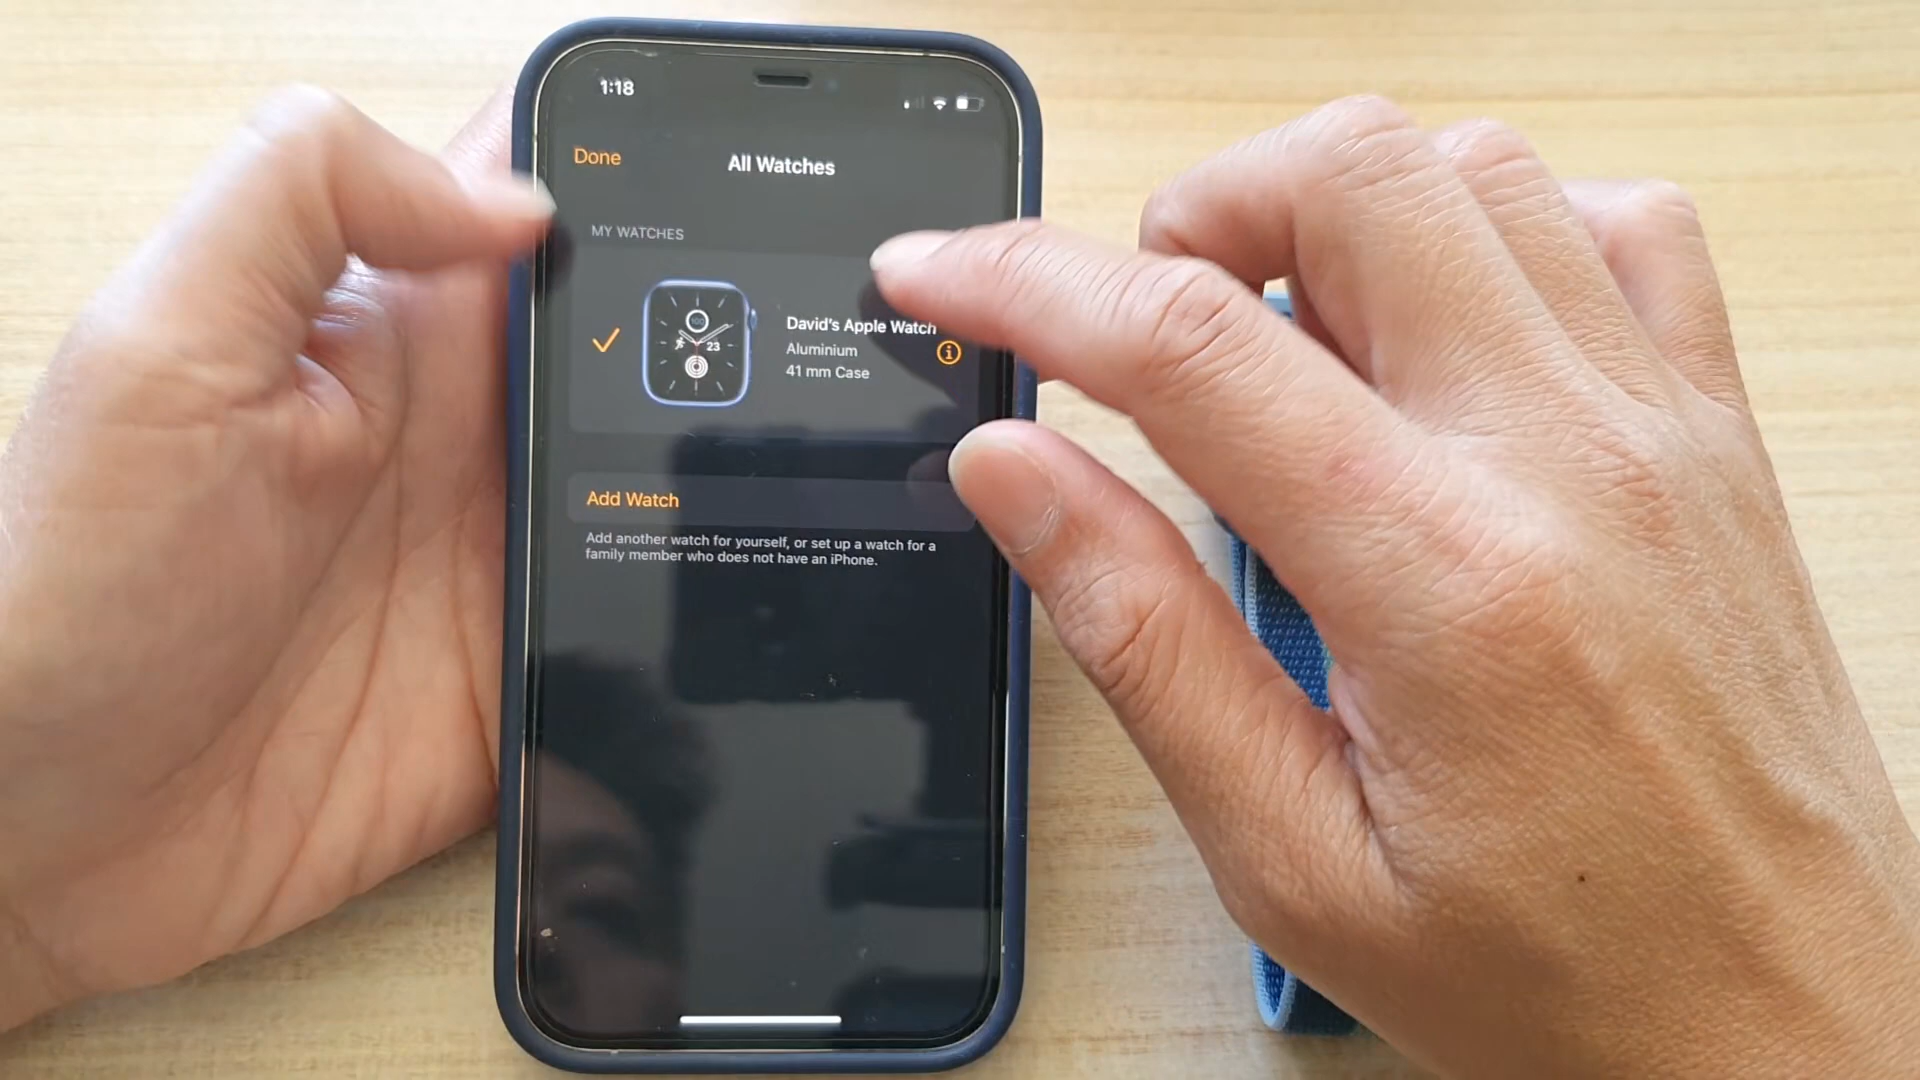 1:18
Done
All Watches
MY WATCHES
David's Apple Watch
Aluminium
41 mm Case
23
Add Watch
Add another watch for yourself, or set up a watch for a
family member who does not have an iPhone.